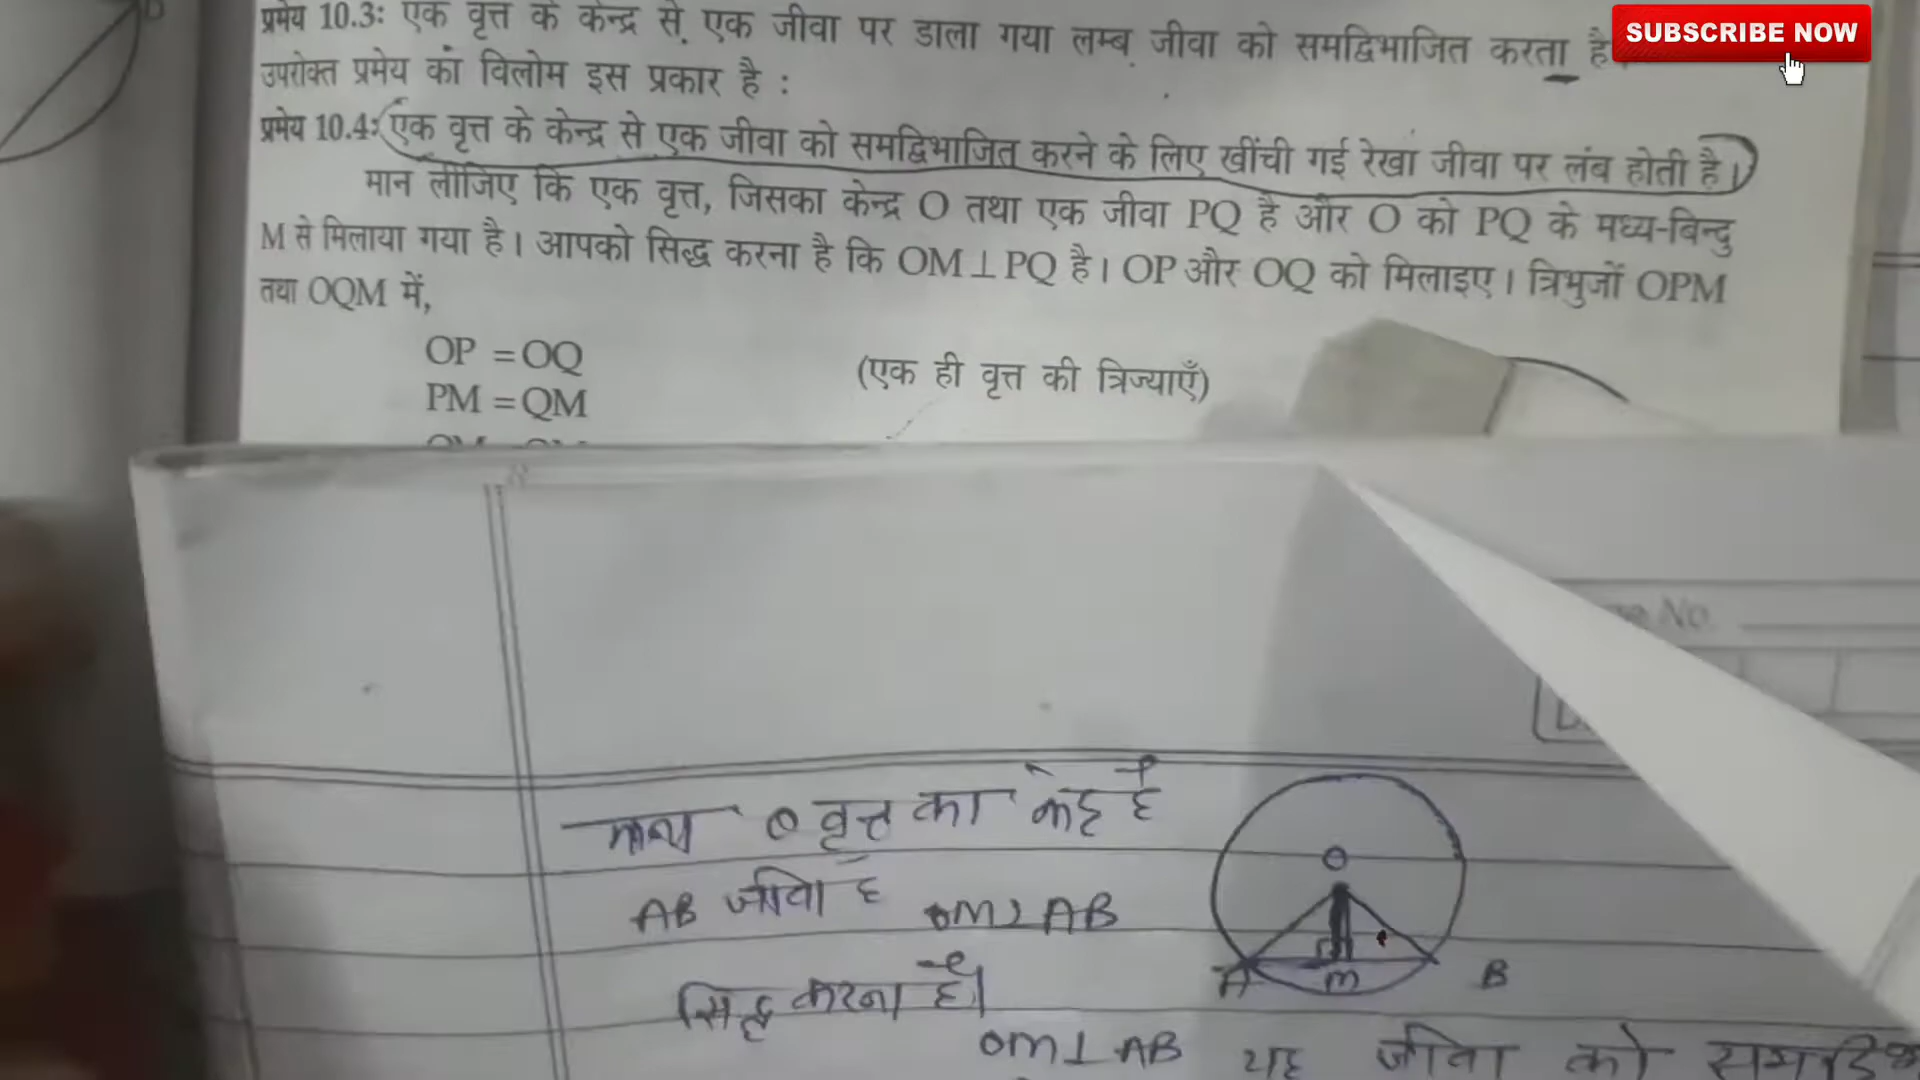 प्रमेय 10.3: एक वृत्त के केन्द्र से एक जीवा पर डाला गया लम्ब जीवा को समद्विभाजित करता है
SUBSCRIBE NOW
उपरोक्त प्रमेय का विलोम इस प्रकार है :
प्रमेय 10.4: एक वृत्त के केन्द्र से एक जीवा को समद्विभाजित करने के लिए खींची गई रेखा जीवा पर लंब होती है।
मान लीजिए कि एक वृत्त, जिसका केन्द्र O तथा एक जीवा PQ है और O को PQ के मध्य-बिन्दु
M से मिलाया गया है। आपको सिद्ध करना है कि OM⊥PQ है। OP और OQ को मिलाइए। त्रिभुजों OPM
तथा OQM में,
OP = OQ (एक ही वृत्त की त्रिज्याएँ)
PM = QM
No.
O वृत्त का है
O
AB जीवा है OM⊥AB
A M B
सिद्ध करना है।
OM⊥AB यह जीवा को